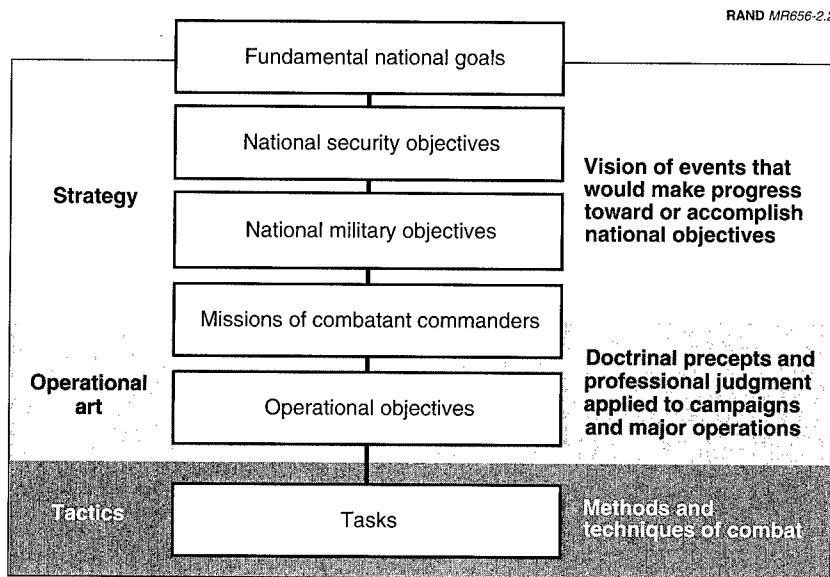 RAND MR656-2.2
Fundamental national goals
National security objectives
Strategy
National military objectives
Vision of events that
would make progress
toward or accomplish
national objectives
Missions of combatant commanders
Operational
art
Operational objectives
Doctrinal precepts and
professional judgment
applied to campaigns
and major operations
Tactics
Tasks
Methods and
techniques of combat